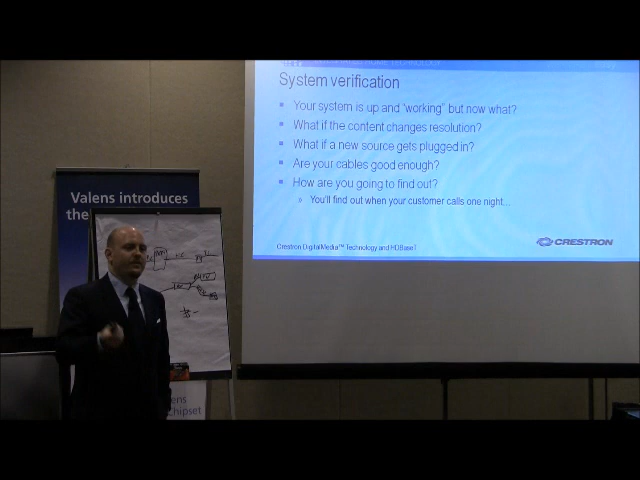 System verification
Your system is up and "working" but now what?
What if the content changes resolution?
What if a new source gets plugged in?
Are your cables good enough?
How are you going to find out?
» You'll find out when your customer calls one night...
Crestron DigitalMedia™ Technology and HDBaseT
CRESTRON
Valens introduces
the